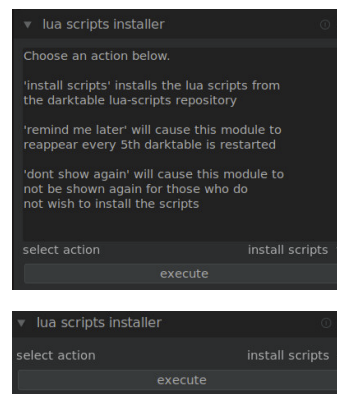 lua scripts installer
Choose an action below.
'install scripts' installs the lua scripts from
the darktable lua-scripts repository
'remind me later' will cause this module to
reappear every 5th darktable is restarted
'dont show again' will cause this module to
not be shown again for those who do
not wish to install the scripts
select action install scripts
execute
lua scripts installer
select action install scripts
execute